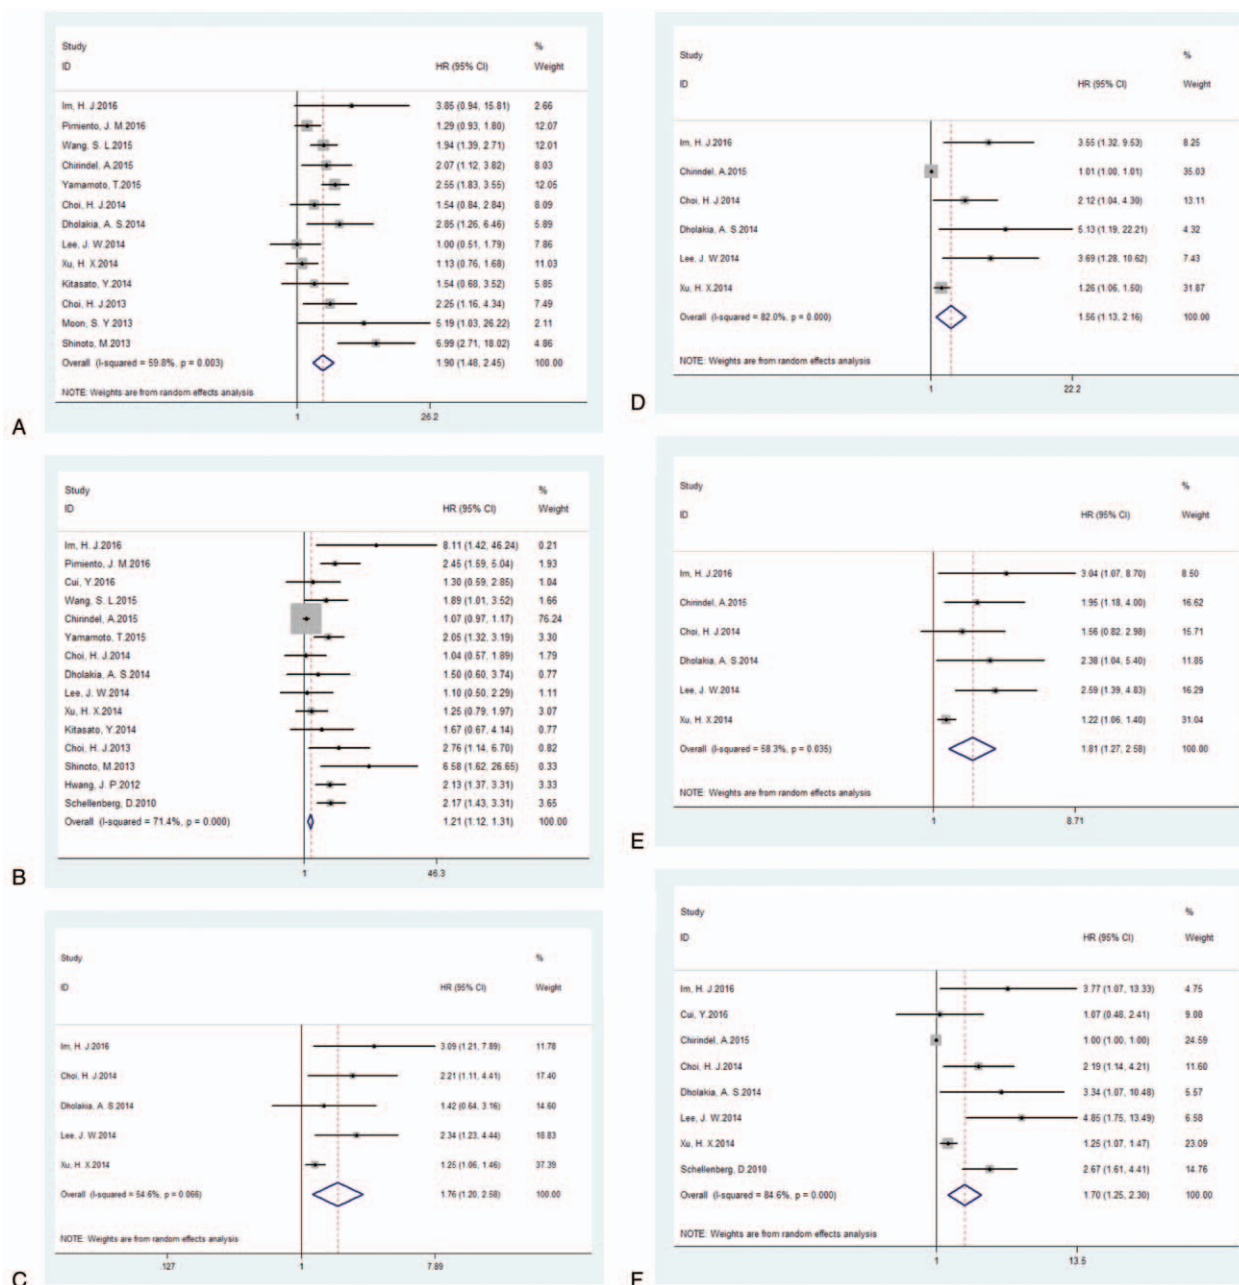 Study %
ID HR (95% CI) Weight
Im, H. J.2016 3.85 (0.94, 15.81) 2.66
Pimiento, J. M.2016 1.29 (0.93, 1.80) 12.07
Wang, S. L.2015 1.94 (1.39, 2.71) 12.01
Chirindel, A.2015 2.07 (1.12, 3.82) 8.03
Yamamoto, T.2015 2.55 (1.83, 3.55) 12.05
Choi, H. J.2014 1.54 (0.84, 2.84) 8.09
Dholakia, A. S.2014 2.85 (1.26, 6.46) 5.89
Lee, J. W.2014 1.00 (0.51, 1.79) 7.86
Xu, H. X.2014 1.13 (0.76, 1.68) 11.03
Kitasato, Y.2014 1.54 (0.68, 3.52) 5.85
Choi, H. J.2013 2.25 (1.16, 4.34) 7.49
Moon, S. Y.2013 5.19 (1.03, 26.22) 2.11
Shinoto, M.2013 6.99 (2.71, 18.02) 4.86
Overall (I-squared = 59.8%, p = 0.003) 1.90 (1.48, 2.45) 100.00
NOTE: Weights are from random effects analysis
1 26.2
A
Study %
ID HR (95% CI) Weight
Im, H. J.2016 8.11 (1.42, 46.24) 0.21
Pimiento, J. M.2016 2.45 (1.59, 5.04) 1.93
Cui, Y.2016 1.30 (0.59, 2.85) 1.04
Wang, S. L.2015 1.89 (1.01, 3.52) 1.66
Chirindel, A.2015 1.07 (0.97, 1.17) 76.24
Yamamoto, T.2015 2.05 (1.32, 3.19) 3.30
Choi, H. J.2014 1.04 (0.57, 1.89) 1.79
Dholakia, A. S.2014 1.50 (0.60, 3.74) 0.77
Lee, J. W.2014 1.10 (0.50, 2.29) 1.11
Xu, H. X.2014 1.25 (0.79, 1.97) 3.07
Kitasato, Y.2014 1.67 (0.67, 4.14) 0.77
Choi, H. J.2013 2.76 (1.14, 6.70) 0.82
Shinoto, M.2013 6.58 (1.62, 26.65) 0.33
Hwang, J. P.2012 2.13 (1.37, 3.31) 3.33
Schellenberg, D.2010 2.17 (1.43, 3.31) 3.65
Overall (I-squared = 71.4%, p = 0.000) 1.21 (1.12, 1.31) 100.00
1 46.3
B
Study %
ID HR (95% CI) Weight
Im, H. J.2016 3.09 (1.21, 7.89) 11.78
Choi, H. J.2014 2.21 (1.11, 4.41) 17.40
Dholakia, A. S.2014 1.42 (0.64, 3.16) 14.60
Lee, J. W.2014 2.34 (1.23, 4.44) 18.83
Xu, H. X.2014 1.25 (1.06, 1.46) 37.39
Overall (I-squared = 54.6%, p = 0.066) 1.76 (1.20, 2.58) 100.00
NOTE: Weights are from random effects analysis
.127 1 7.89
C
Study %
ID HR (95% CI) Weight
Im, H. J.2016 3.55 (1.32, 9.53) 8.25
Chirindel, A.2015 1.01 (1.00, 1.01) 35.03
Choi, H. J.2014 2.12 (1.04, 4.30) 13.11
Dholakia, A. S.2014 5.13 (1.19, 22.21) 4.32
Lee, J. W.2014 3.69 (1.28, 10.62) 7.43
Xu, H. X.2014 1.26 (1.06, 1.50) 31.87
Overall (I-squared = 82.0%, p = 0.000) 1.56 (1.13, 2.16) 100.00
NOTE: Weights are from random effects analysis
1 22.2
D
Study %
ID HR (95% CI) Weight
Im, H. J.2016 3.04 (1.07, 8.70) 8.50
Chirindel, A.2015 1.95 (1.18, 4.00) 16.62
Choi, H. J.2014 1.56 (0.82, 2.98) 15.71
Dholakia, A. S.2014 2.38 (1.04, 5.40) 11.85
Lee, J. W.2014 2.59 (1.39, 4.83) 16.29
Xu, H. X.2014 1.22 (1.06, 1.40) 31.04
Overall (I-squared = 58.3%, p = 0.035) 1.81 (1.27, 2.58) 100.00
NOTE: Weights are from random effects analysis
1 8.71
E
Study %
ID HR (95% CI) Weight
Im, H. J.2016 3.77 (1.07, 13.33) 4.75
Cui, Y.2016 1.07 (0.48, 2.41) 9.08
Chirindel, A.2015 1.00 (1.00, 1.00) 24.59
Choi, H. J.2014 2.19 (1.14, 4.21) 11.60
Dholakia, A. S.2014 3.34 (1.07, 10.48) 5.57
Lee, J. W.2014 4.85 (1.75, 13.49) 6.58
Xu, H. X.2014 1.25 (1.07, 1.47) 23.09
Schellenberg, D.2010 2.67 (1.61, 4.41) 14.76
Overall (I-squared = 84.6%, p = 0.000) 1.70 (1.25, 2.30) 100.00
NOTE: Weights are from random effects analysis
1 13.5
F